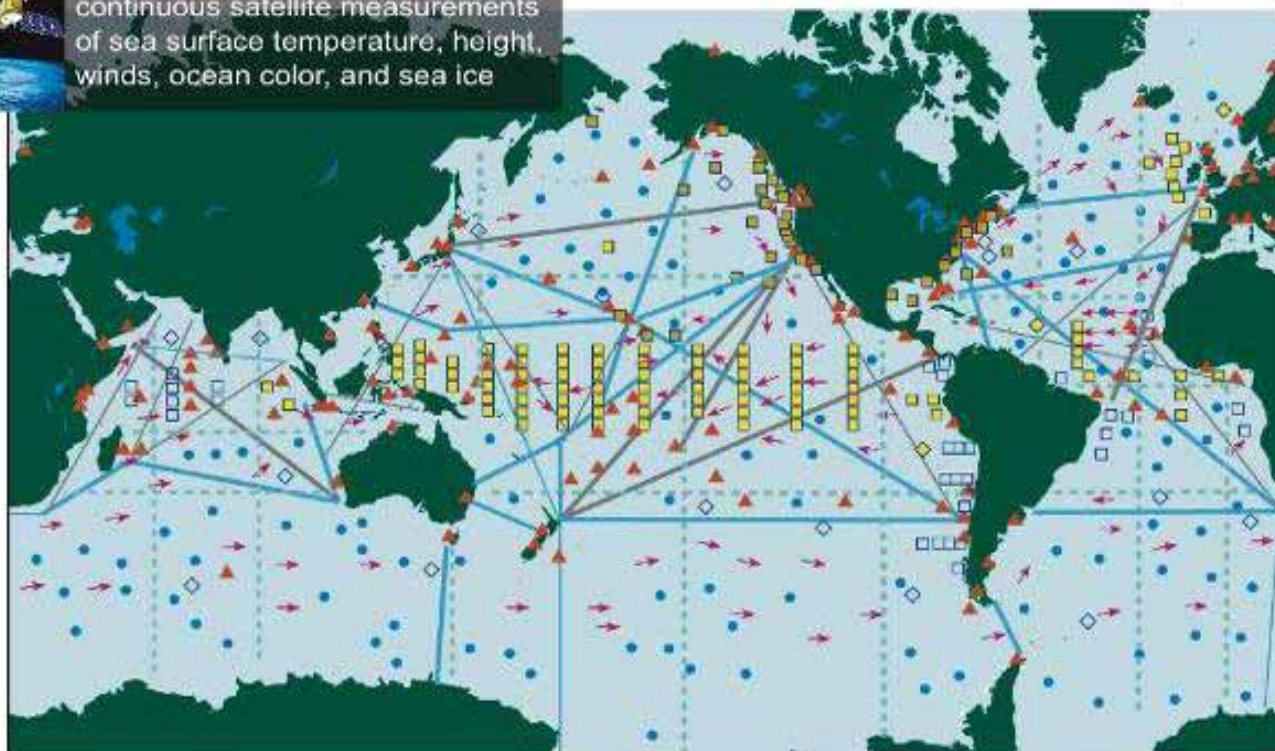 continuous satellite measurements
of sea surface temperature, height,
winds, ocean color, and sea ice